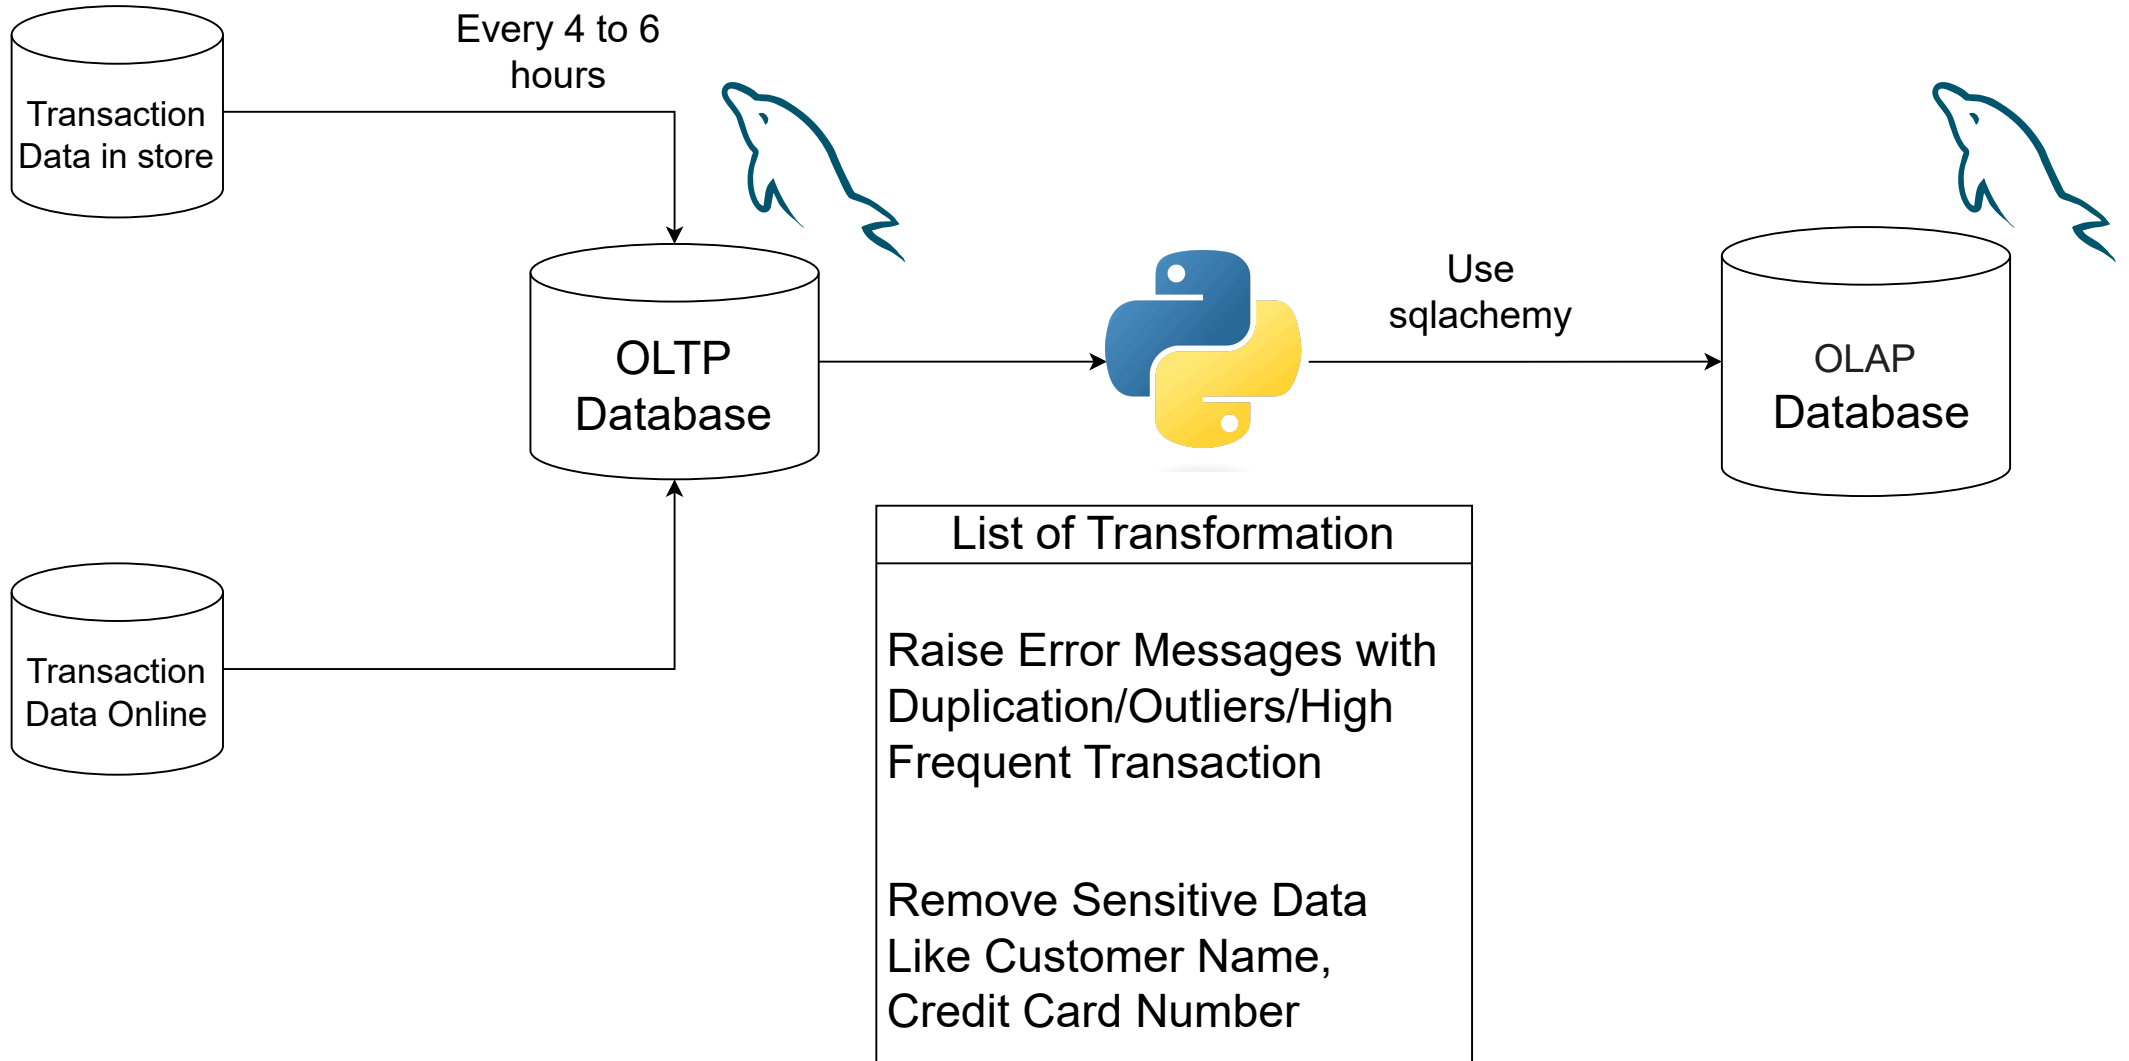 Every 4 to 6
hours
Transaction
Data in store
Use
sqlachemy
OLTP
Database
OLAP
Database
List of Transformation
Raise Error Messages with
Duplication/Outliers/High
Frequent Transaction
Transaction
Data Online
Remove Sensitive Data
Like Customer Name,
Credit Card Number